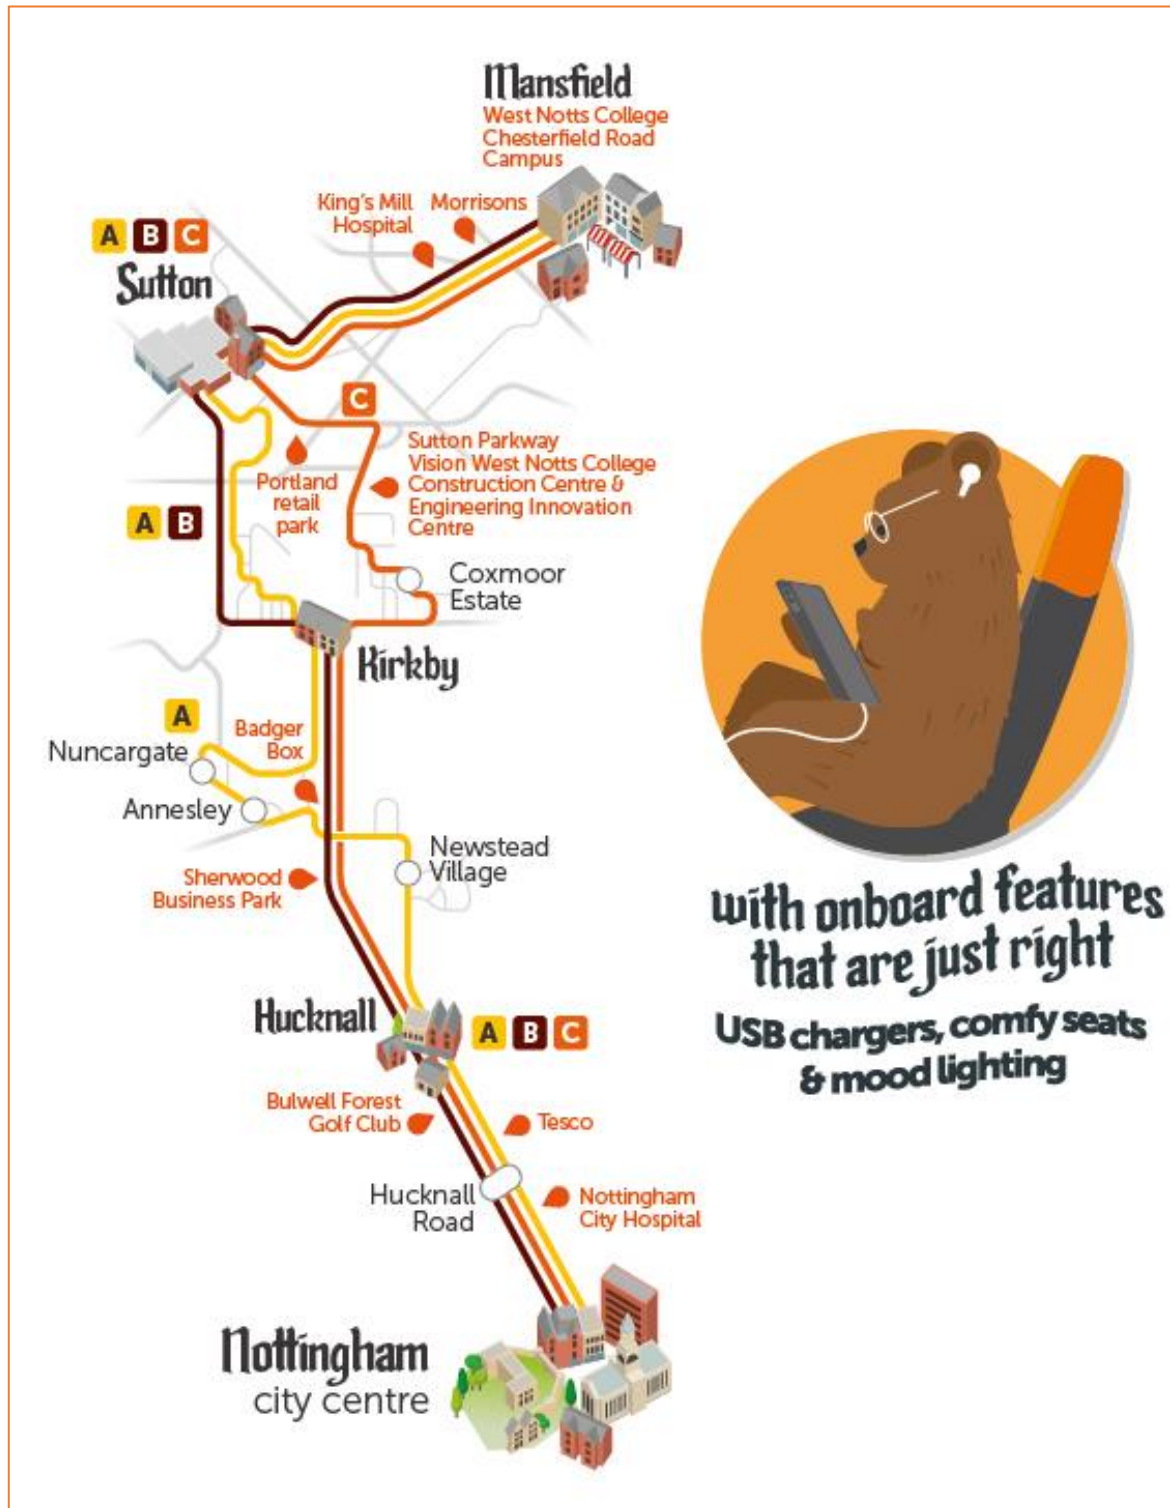 Mansfield
West Notts College
Chesterfield Road
Campus
King's Mill
Hospital
Morrisons
A B C
Sutton
C
Portland
retail
park
Sutton Parkway
Vision West Notts College
Construction Centre &
Engineering Innovation
Centre
A B
Coxmoor
Estate
Kirkby
A
Badger
Box
Nuncargate
Annesley
Newstead
Village
Sherwood
Business Park
Hucknall
A B C
Bulwell Forest
Golf Club
Tesco
Hucknall
Road
Nottingham
City Hospital
Nottingham
city centre
with onboard features
that are just right
USB chargers, comfy seats
& mood lighting